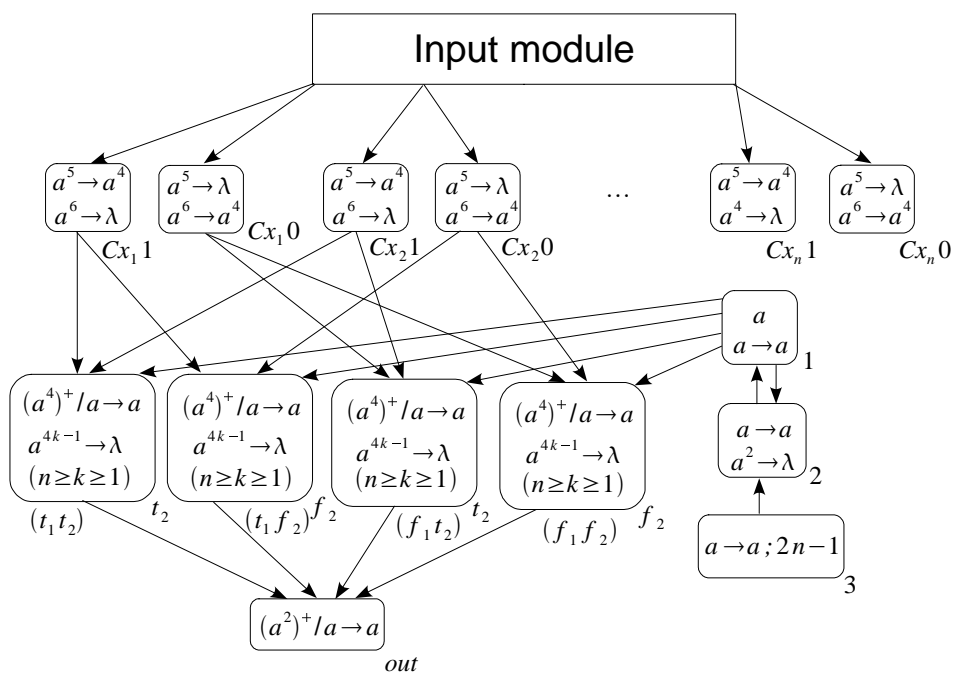 Input module
a^5→a^4
a^6→λ
Cx_1 1
a^5→λ
a^6→a^4
Cx_1 0
a^5→a^4
a^6→λ
Cx_2 1
a^5→λ
a^6→a^4
Cx_2 0
…
a^5→a^4
a^4→λ
Cx_n 1
a^5→λ
a^6→a^4
Cx_n 0
a
a→a
1
(a^4)^+/a→a
a^{4k-1}→λ
(n≥k≥1)
t_2
(t_1 t_2)
(a^4)^+/a→a
a^{4k-1}→λ
(n≥k≥1)
f_2
(t_1 f_2)
(a^4)^+/a→a
a^{4k-1}→λ
(n≥k≥1)
t_2
(f_1 t_2)
(a^4)^+/a→a
a^{4k-1}→λ
(n≥k≥1)
f_2
(f_1 f_2)
a→a
a^2→λ
2
a→a;2n−1
3
(a^2)^+/a→a
out